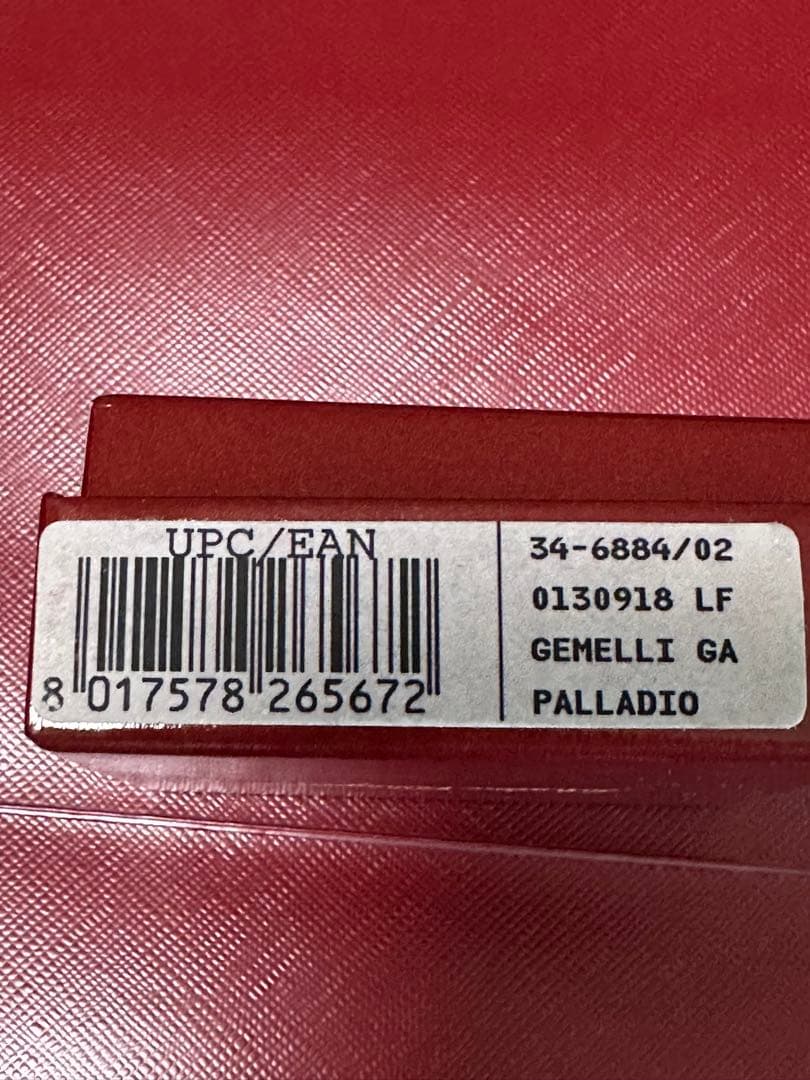 UPC/EAN
8 017578 265672
34-6884/02
0130918 LF
GEMELLI GA
PALLADIO